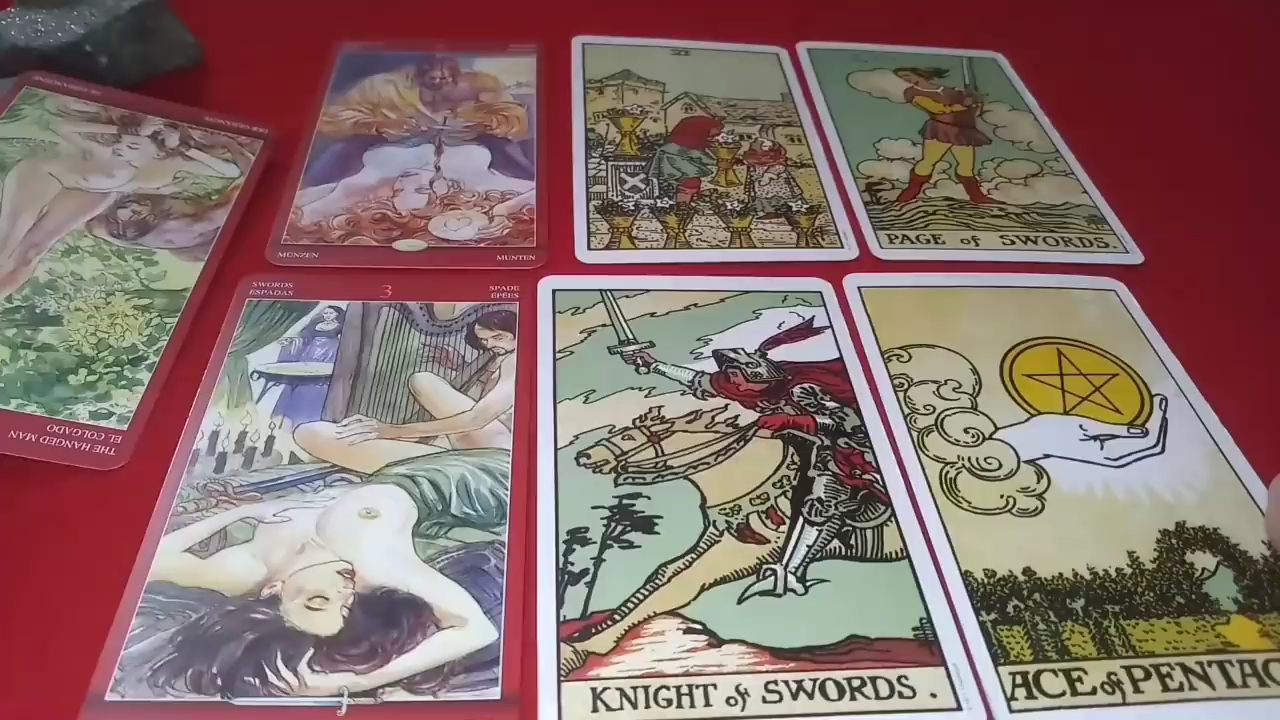 VI
PAGE of SWORDS.
MÜNZEN
MUNTEN
SWORDS
ESPADAS
3
SPADE
ÉPÉES
THE HANGED MAN
EL COLGADO
KNIGHT of SWORDS.
ACE of PENTAC